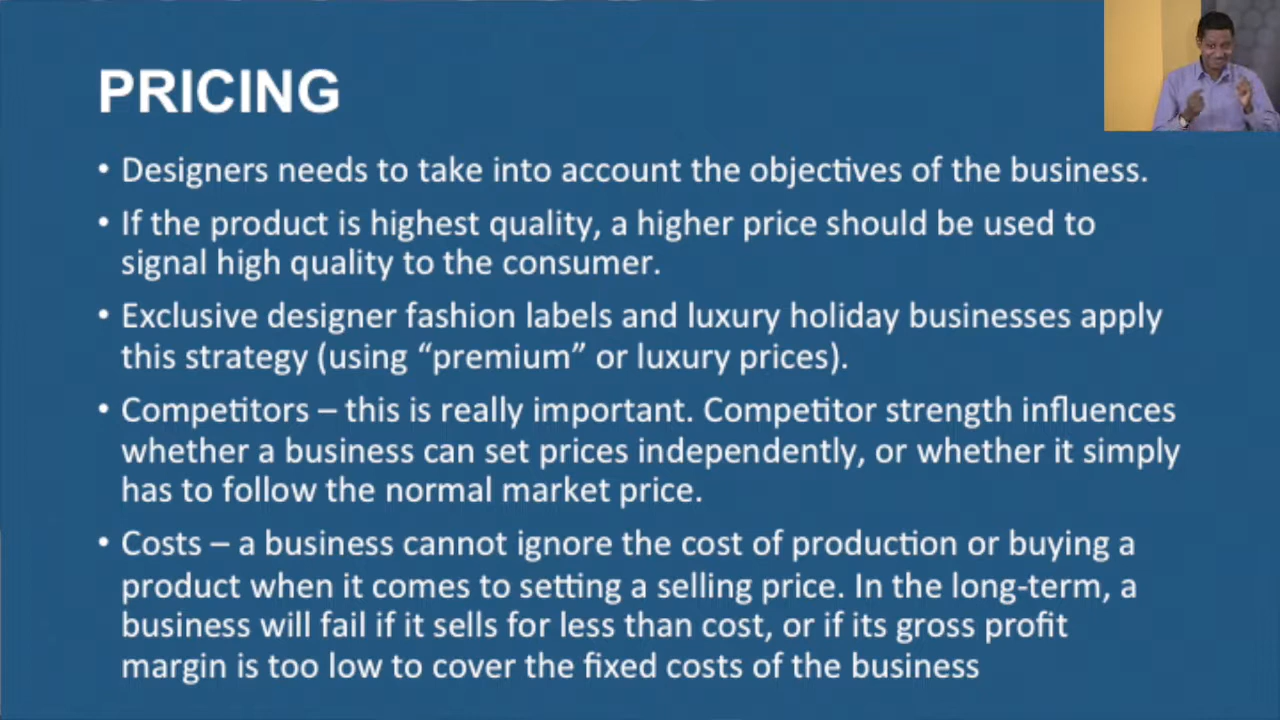 PRICING
• Designers needs to take into account the objectives of the business.
• If the product is highest quality, a higher price should be used to
signal high quality to the consumer.
• Exclusive designer fashion labels and luxury holiday businesses apply
this strategy (using “premium” or luxury prices).
• Competitors – this is really important. Competitor strength influences
whether a business can set prices independently, or whether it simply
has to follow the normal market price.
• Costs – a business cannot ignore the cost of production or buying a
product when it comes to setting a selling price. In the long-term, a
business will fail if it sells for less than cost, or if its gross profit
margin is too low to cover the fixed costs of the business